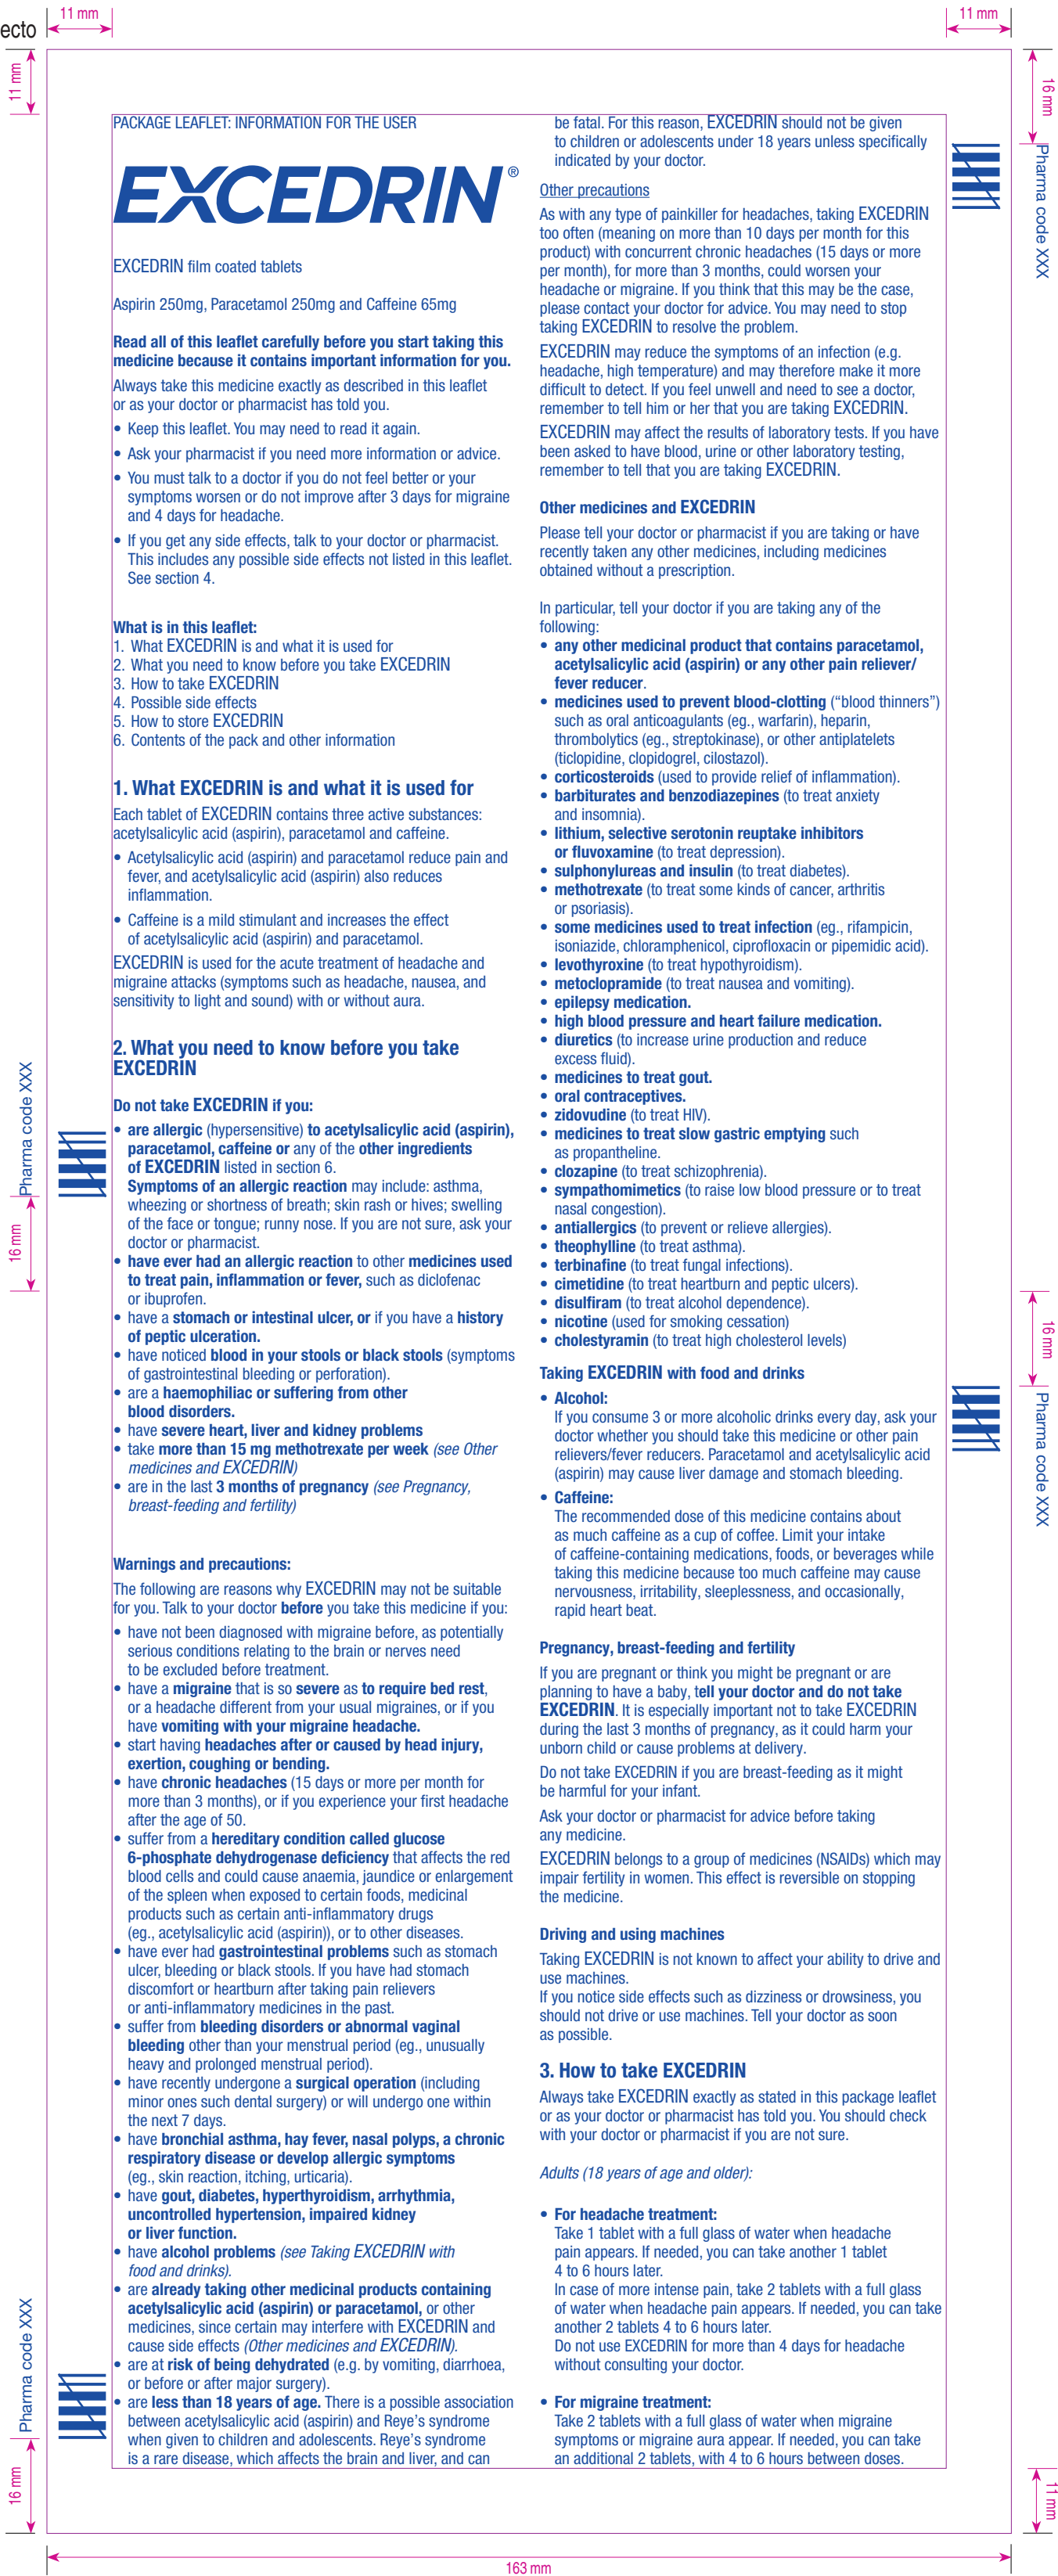 ecto
11 mm
11 mm
11 mm
16 mm
Pharma code XXX
PACKAGE LEAFLET: INFORMATION FOR THE USER
EXCEDRIN®
EXCEDRIN film coated tablets
Aspirin 250mg, Paracetamol 250mg and Caffeine 65mg
Read all of this leaflet carefully before you start taking this
medicine because it contains important information for you.
Always take this medicine exactly as described in this leaflet
or as your doctor or pharmacist has told you.
• Keep this leaflet. You may need to read it again.
• Ask your pharmacist if you need more information or advice.
• You must talk to a doctor if you do not feel better or your
symptoms worsen or do not improve after 3 days for migraine
and 4 days for headache.
• If you get any side effects, talk to your doctor or pharmacist.
This includes any possible side effects not listed in this leaflet.
See section 4.
What is in this leaflet:
1. What EXCEDRIN is and what it is used for
2. What you need to know before you take EXCEDRIN
3. How to take EXCEDRIN
4. Possible side effects
5. How to store EXCEDRIN
6. Contents of the pack and other information
1. What EXCEDRIN is and what it is used for
Each tablet of EXCEDRIN contains three active substances:
acetylsalicylic acid (aspirin), paracetamol and caffeine.
• Acetylsalicylic acid (aspirin) and paracetamol reduce pain and
fever, and acetylsalicylic acid (aspirin) also reduces
inflammation.
• Caffeine is a mild stimulant and increases the effect
of acetylsalicylic acid (aspirin) and paracetamol.
EXCEDRIN is used for the acute treatment of headache and
migraine attacks (symptoms such as headache, nausea, and
sensitivity to light and sound) with or without aura.
2. What you need to know before you take
EXCEDRIN
Do not take EXCEDRIN if you:
• are allergic (hypersensitive) to acetylsalicylic acid (aspirin),
paracetamol, caffeine or any of the other ingredients
of EXCEDRIN listed in section 6.
Symptoms of an allergic reaction may include: asthma,
wheezing or shortness of breath; skin rash or hives; swelling
of the face or tongue; runny nose. If you are not sure, ask your
doctor or pharmacist.
• have ever had an allergic reaction to other medicines used
to treat pain, inflammation or fever, such as diclofenac
or ibuprofen.
• have a stomach or intestinal ulcer, or if you have a history
of peptic ulceration.
• have noticed blood in your stools or black stools (symptoms
of gastrointestinal bleeding or perforation).
• are a haemophiliac or suffering from other
blood disorders.
• have severe heart, liver and kidney problems
• take more than 15 mg methotrexate per week (see Other
medicines and EXCEDRIN)
• are in the last 3 months of pregnancy (see Pregnancy,
breast-feeding and fertility)
Warnings and precautions:
The following are reasons why EXCEDRIN may not be suitable
for you. Talk to your doctor before you take this medicine if you:
• have not been diagnosed with migraine before, as potentially
serious conditions relating to the brain or nerves need
to be excluded before treatment.
• have a migraine that is so severe as to require bed rest,
or a headache different from your usual migraines, or if you
have vomiting with your migraine headache.
• start having headaches after or caused by head injury,
exertion, coughing or bending.
• have chronic headaches (15 days or more per month for
more than 3 months), or if you experience your first headache
after the age of 50.
• suffer from a hereditary condition called glucose
6-phosphate dehydrogenase deficiency that affects the red
blood cells and could cause anaemia, jaundice or enlargement
of the spleen when exposed to certain foods, medicinal
products such as certain anti-inflammatory drugs
(eg., acetylsalicylic acid (aspirin)), or to other diseases.
• have ever had gastrointestinal problems such as stomach
ulcer, bleeding or black stools. If you have had stomach
discomfort or heartburn after taking pain relievers
or anti-inflammatory medicines in the past.
• suffer from bleeding disorders or abnormal vaginal
bleeding other than your menstrual period (eg., unusually
heavy and prolonged menstrual period).
• have recently undergone a surgical operation (including
minor ones such dental surgery) or will undergo one within
the next 7 days.
• have bronchial asthma, hay fever, nasal polyps, a chronic
respiratory disease or develop allergic symptoms
(eg., skin reaction, itching, urticaria).
• have gout, diabetes, hyperthyroidism, arrhythmia,
uncontrolled hypertension, impaired kidney
or liver function.
• have alcohol problems (see Taking EXCEDRIN with
food and drinks).
• are already taking other medicinal products containing
acetylsalicylic acid (aspirin) or paracetamol, or other
medicines, since certain may interfere with EXCEDRIN and
cause side effects (Other medicines and EXCEDRIN).
• are at risk of being dehydrated (e.g. by vomiting, diarrhoea,
or before or after major surgery).
• are less than 18 years of age. There is a possible association
between acetylsalicylic acid (aspirin) and Reye's syndrome
when given to children and adolescents. Reye's syndrome
is a rare disease, which affects the brain and liver, and can
be fatal. For this reason, EXCEDRIN should not be given
to children or adolescents under 18 years unless specifically
indicated by your doctor.
Other precautions
As with any type of painkiller for headaches, taking EXCEDRIN
too often (meaning on more than 10 days per month for this
product) with concurrent chronic headaches (15 days or more
per month), for more than 3 months, could worsen your
headache or migraine. If you think that this may be the case,
please contact your doctor for advice. You may need to stop
taking EXCEDRIN to resolve the problem.
EXCEDRIN may reduce the symptoms of an infection (e.g.
headache, high temperature) and may therefore make it more
difficult to detect. If you feel unwell and need to see a doctor,
remember to tell him or her that you are taking EXCEDRIN.
EXCEDRIN may affect the results of laboratory tests. If you have
been asked to have blood, urine or other laboratory testing,
remember to tell that you are taking EXCEDRIN.
Other medicines and EXCEDRIN
Please tell your doctor or pharmacist if you are taking or have
recently taken any other medicines, including medicines
obtained without a prescription.
In particular, tell your doctor if you are taking any of the
following:
• any other medicinal product that contains paracetamol,
acetylsalicylic acid (aspirin) or any other pain reliever/
fever reducer.
• medicines used to prevent blood-clotting (“blood thinners”)
such as oral anticoagulants (eg., warfarin), heparin,
thrombolytics (eg., streptokinase), or other antiplatelets
(ticlopidine, clopidogrel, cilostazol).
• corticosteroids (used to provide relief of inflammation).
• barbiturates and benzodiazepines (to treat anxiety
and insomnia).
• lithium, selective serotonin reuptake inhibitors
or fluvoxamine (to treat depression).
• sulphonylureas and insulin (to treat diabetes).
• methotrexate (to treat some kinds of cancer, arthritis
or psoriasis).
• some medicines used to treat infection (eg., rifampicin,
isoniazide, chloramphenicol, ciprofloxacin or pipemidic acid).
• levothyroxine (to treat hypothyroidism).
• metoclopramide (to treat nausea and vomiting).
• epilepsy medication.
• high blood pressure and heart failure medication.
• diuretics (to increase urine production and reduce
excess fluid).
• medicines to treat gout.
• oral contraceptives.
• zidovudine (to treat HIV).
• medicines to treat slow gastric emptying such
as propantheline.
• clozapine (to treat schizophrenia).
• sympathomimetics (to raise low blood pressure or to treat
nasal congestion).
• antiallergics (to prevent or relieve allergies).
• theophylline (to treat asthma).
• terbinafine (to treat fungal infections).
• cimetidine (to treat heartburn and peptic ulcers).
• disulfiram (to treat alcohol dependence).
• nicotine (used for smoking cessation)
• cholestyramin (to treat high cholesterol levels)
Taking EXCEDRIN with food and drinks
• Alcohol:
If you consume 3 or more alcoholic drinks every day, ask your
doctor whether you should take this medicine or other pain
relievers/fever reducers. Paracetamol and acetylsalicylic acid
(aspirin) may cause liver damage and stomach bleeding.
• Caffeine:
The recommended dose of this medicine contains about
as much caffeine as a cup of coffee. Limit your intake
of caffeine-containing medications, foods, or beverages while
taking this medicine because too much caffeine may cause
nervousness, irritability, sleeplessness, and occasionally,
rapid heart beat.
Pregnancy, breast-feeding and fertility
If you are pregnant or think you might be pregnant or are
planning to have a baby, tell your doctor and do not take
EXCEDRIN. It is especially important not to take EXCEDRIN
during the last 3 months of pregnancy, as it could harm your
unborn child or cause problems at delivery.
Do not take EXCEDRIN if you are breast-feeding as it might
be harmful for your infant.
Ask your doctor or pharmacist for advice before taking
any medicine.
EXCEDRIN belongs to a group of medicines (NSAIDs) which may
impair fertility in women. This effect is reversible on stopping
the medicine.
Driving and using machines
Taking EXCEDRIN is not known to affect your ability to drive and
use machines.
If you notice side effects such as dizziness or drowsiness, you
should not drive or use machines. Tell your doctor as soon
as possible.
3. How to take EXCEDRIN
Always take EXCEDRIN exactly as stated in this package leaflet
or as your doctor or pharmacist has told you. You should check
with your doctor or pharmacist if you are not sure.
Adults (18 years of age and older):
• For headache treatment:
Take 1 tablet with a full glass of water when headache
pain appears. If needed, you can take another 1 tablet
4 to 6 hours later.
In case of more intense pain, take 2 tablets with a full glass
of water when headache pain appears. If needed, you can take
another 2 tablets 4 to 6 hours later.
Do not use EXCEDRIN for more than 4 days for headache
without consulting your doctor.
• For migraine treatment:
Take 2 tablets with a full glass of water when migraine
symptoms or migraine aura appear. If needed, you can take
an additional 2 tablets, with 4 to 6 hours between doses.
Pharma code XXX
16 mm
16 mm
Pharma code XXX
Pharma code XXX
16 mm
11 mm
163 mm